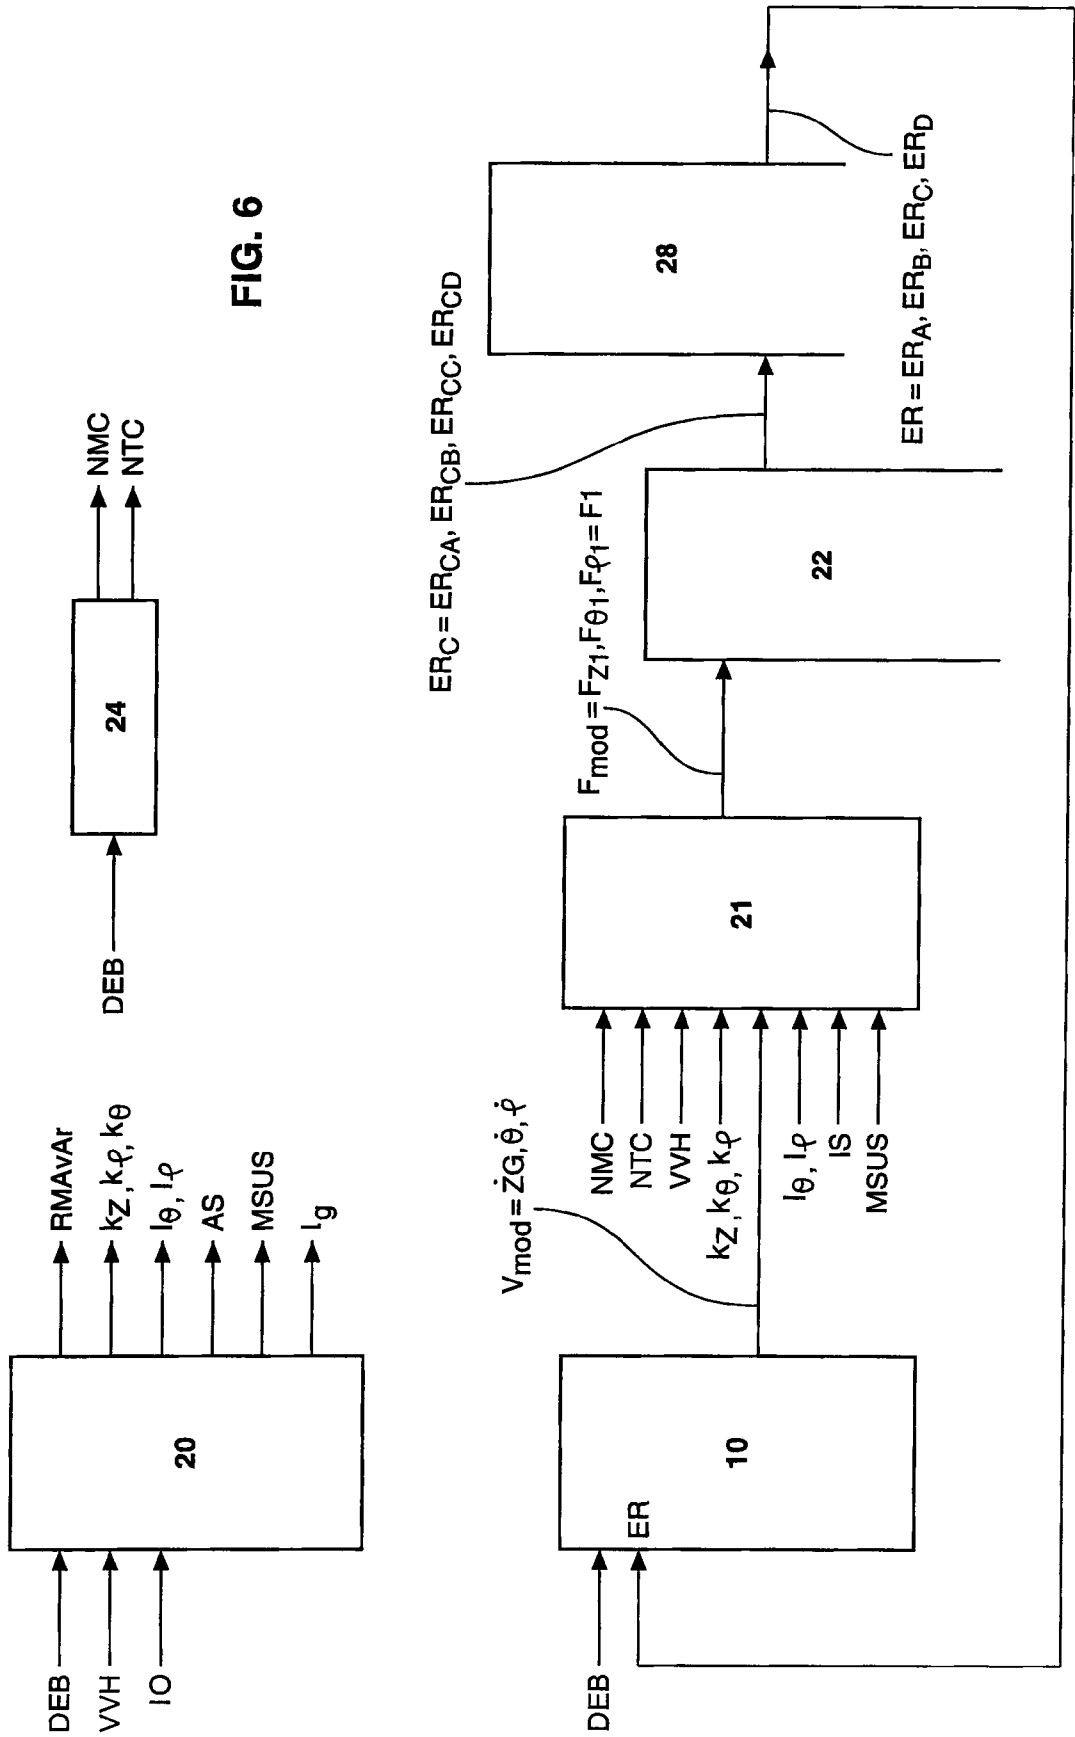 FIG. 6
DEB
VVH
IO
20
RMAvAr
kZ, kφ, kθ
Iθ, Iφ
AS
MSUS
Ig
DEB
24
NMC
NTC
DEB
ER
10
Vmod = ŻG, θ̇, φ̇
NMC
NTC
VVH
kZ, kθ, kφ
Iθ, Iφ
IS
MSUS
21
Fmod = FZ1, Fθ1, Fφ1 = F1
22
ERC = ERCA, ERCB, ERCC, ERCD
28
ER = ERA, ERB, ERC, ERD